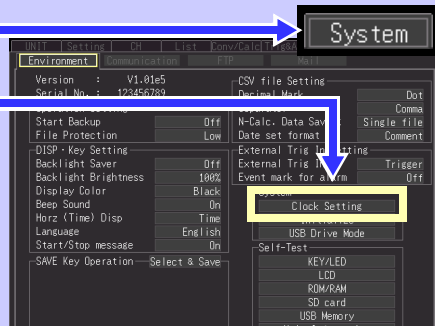 System
UNIT | Setting | CH | List |Conv/Calc|Trig&A
Environment Communication FTP Mail
Version : V1.01e5
Serial No. : 123456789
Start Backup Off
File Protection Low
DISP・Key Setting
Backlight Saver Off
Backlight Brightness 100%
Display Color Black
Beep Sound On
Horz (Time) Disp Time
Language English
Start/Stop message On
SAVE Key Operation Select & Save
CSV file Setting
Decimal Mark Dot
Comma
N-Calc. Data Sav Single file
Date set format Comment
External Trig In Setting
External Trig I Trigger
Event mark for alarm Off
System
Clock Setting
USB Drive Mode
Self-Test
KEY/LED
LCD
ROM/RAM
SD card
USB Memory